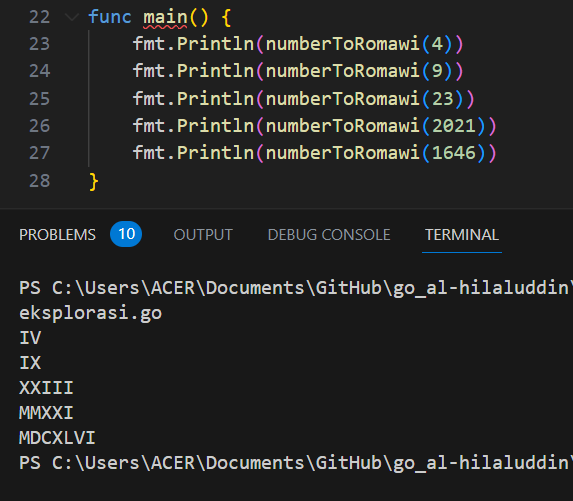 22 func main() {
23 fmt.Println(numberToRomawi(4))
24 fmt.Println(numberToRomawi(9))
25 fmt.Println(numberToRomawi(23))
26 fmt.Println(numberToRomawi(2021))
27 fmt.Println(numberToRomawi(1646))
28 }
PROBLEMS 10 OUTPUT DEBUG CONSOLE TERMINAL
PS C:\Users\ACER\Documents\GitHub\go_al-hilaluddin\
eksplorasi.go
IV
IX
XXIII
MMXXI
MDCXLVI
PS C:\Users\ACER\Documents\GitHub\go_al-hilaluddin\